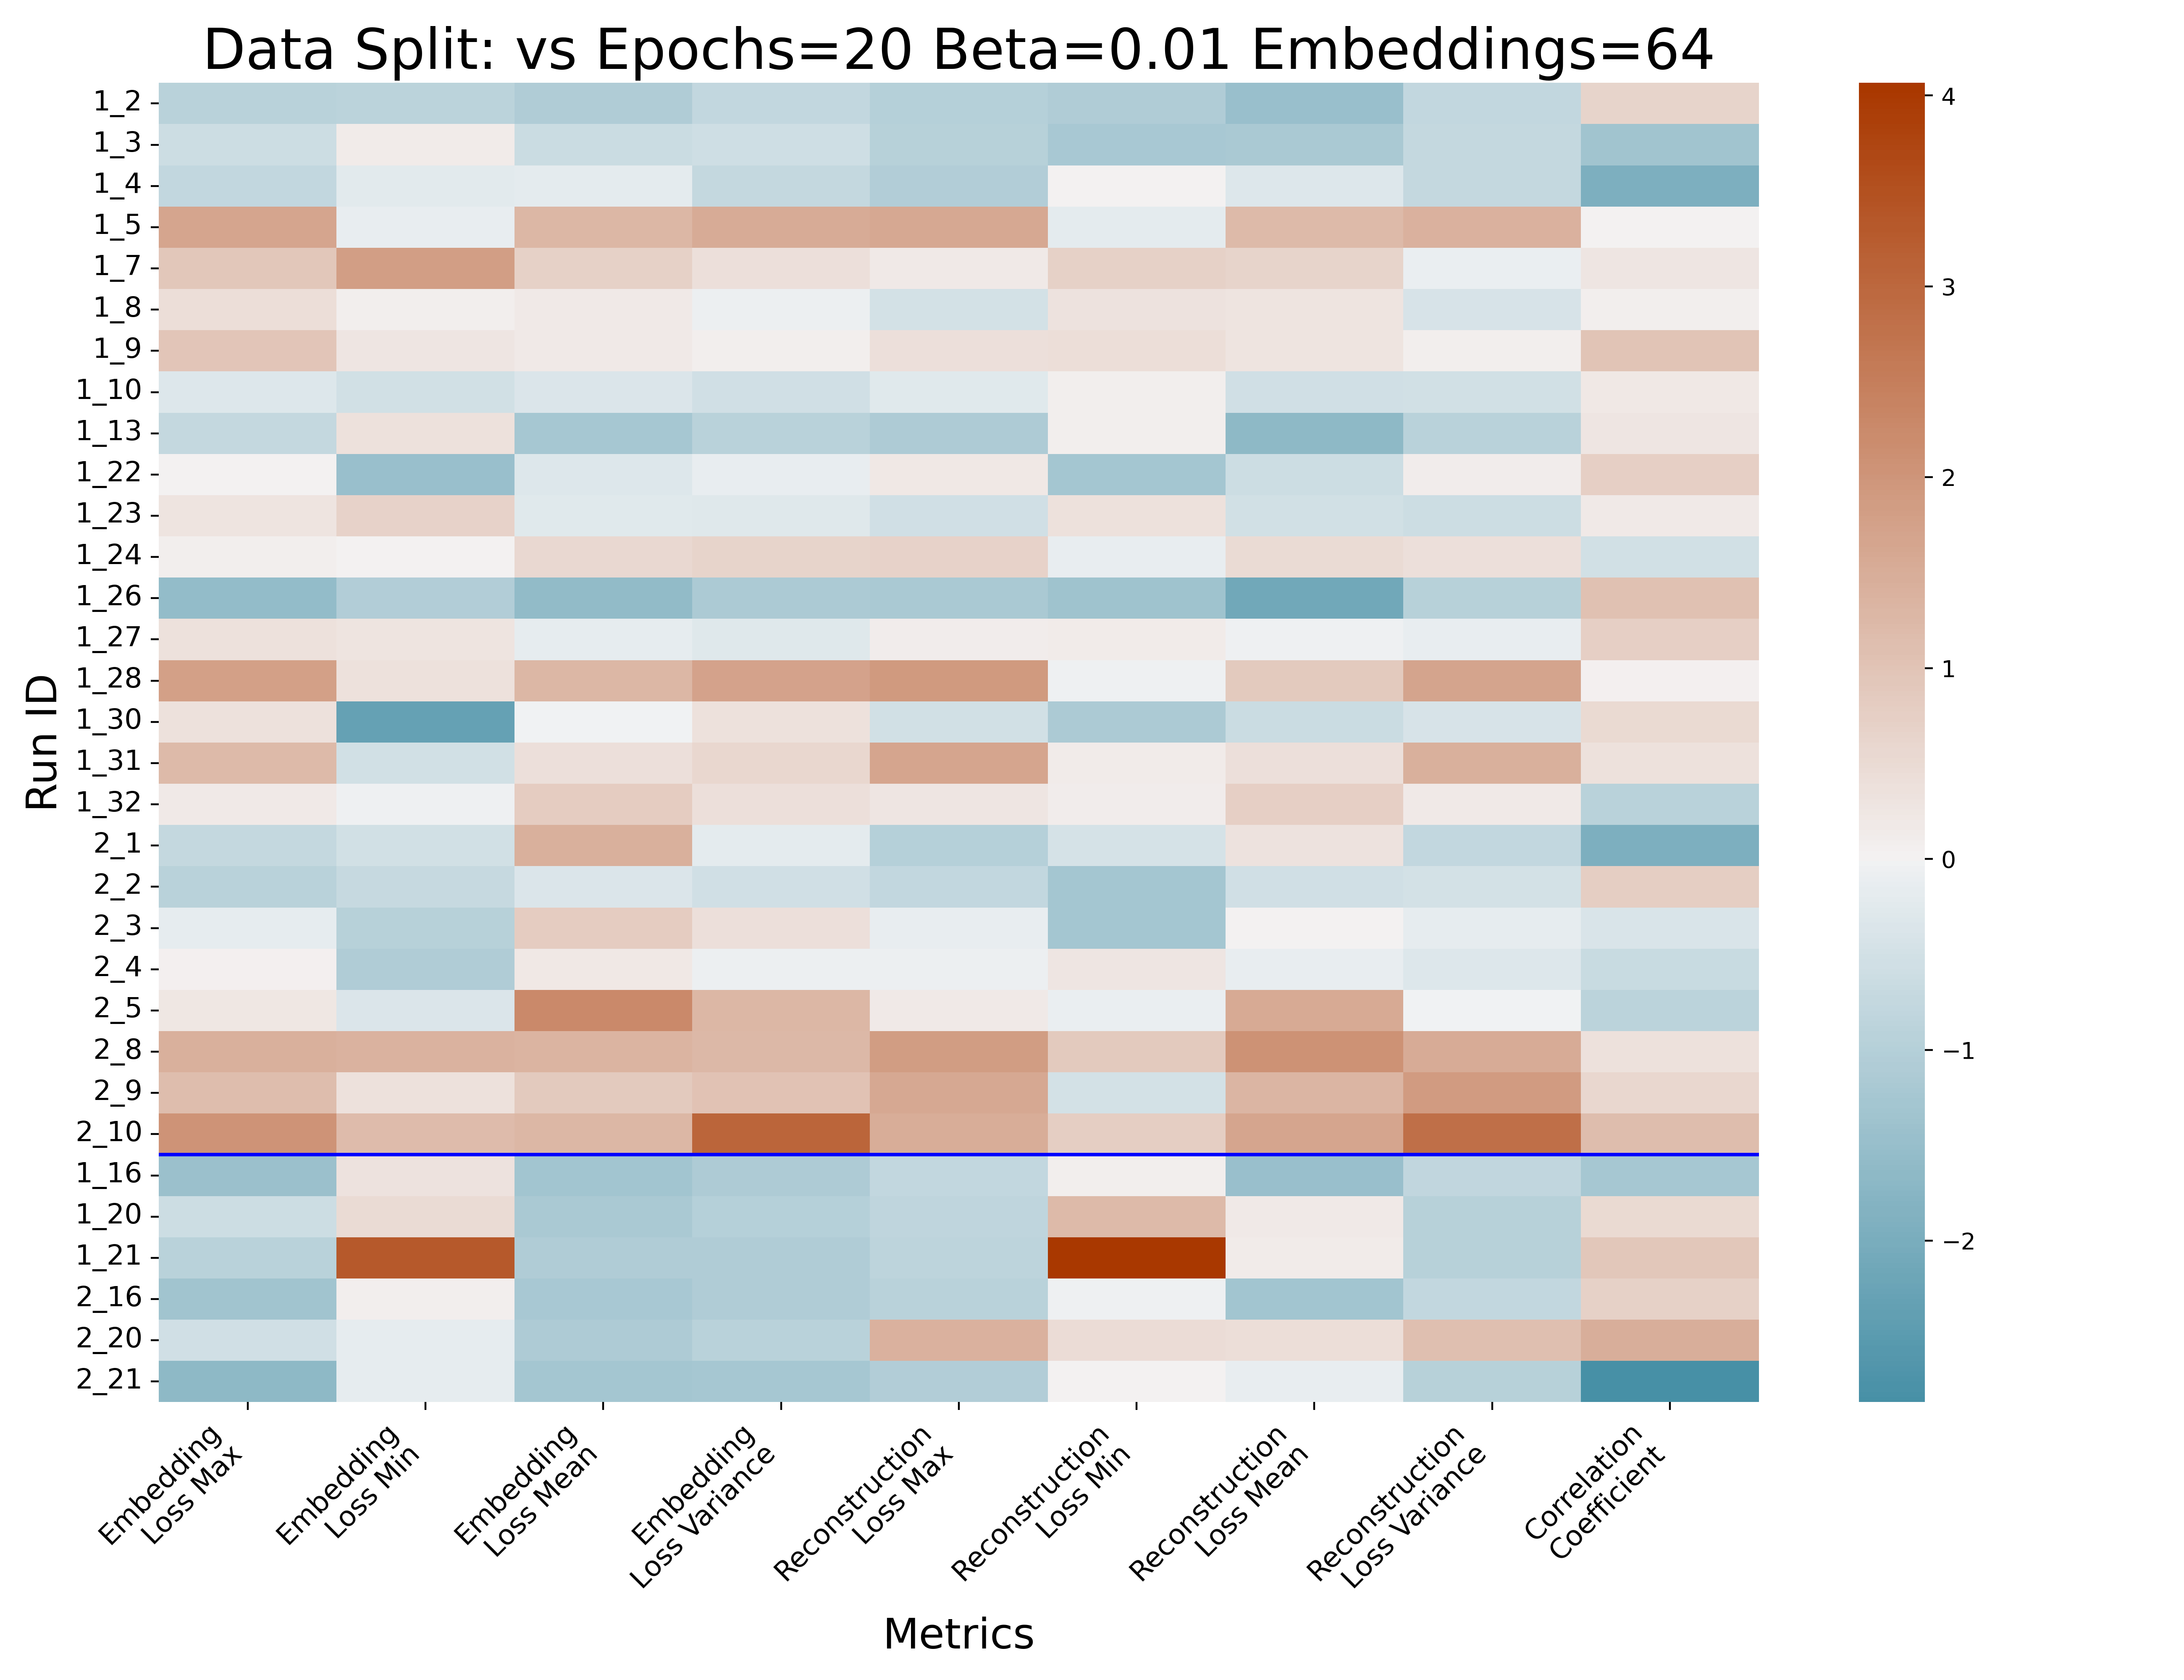 Data Split: vs Epochs=20 Beta=0.01 Embeddings=64
Run ID
1_2
1_3
1_4
1_5
1_7
1_8
1_9
1_10
1_13
1_22
1_23
1_24
1_26
1_27
1_28
1_30
1_31
1_32
2_1
2_2
2_3
2_4
2_5
2_8
2_9
2_10
1_16
1_20
1_21
2_16
2_20
2_21
Embedding
Loss Max
Embedding
Loss Min
Embedding
Loss Mean
Embedding
Loss Variance
Reconstruction
Loss Max
Reconstruction
Loss Min
Reconstruction
Loss Mean
Reconstruction
Loss Variance
Correlation
Coefficient
Metrics
4
3
2
1
0
−1
−2